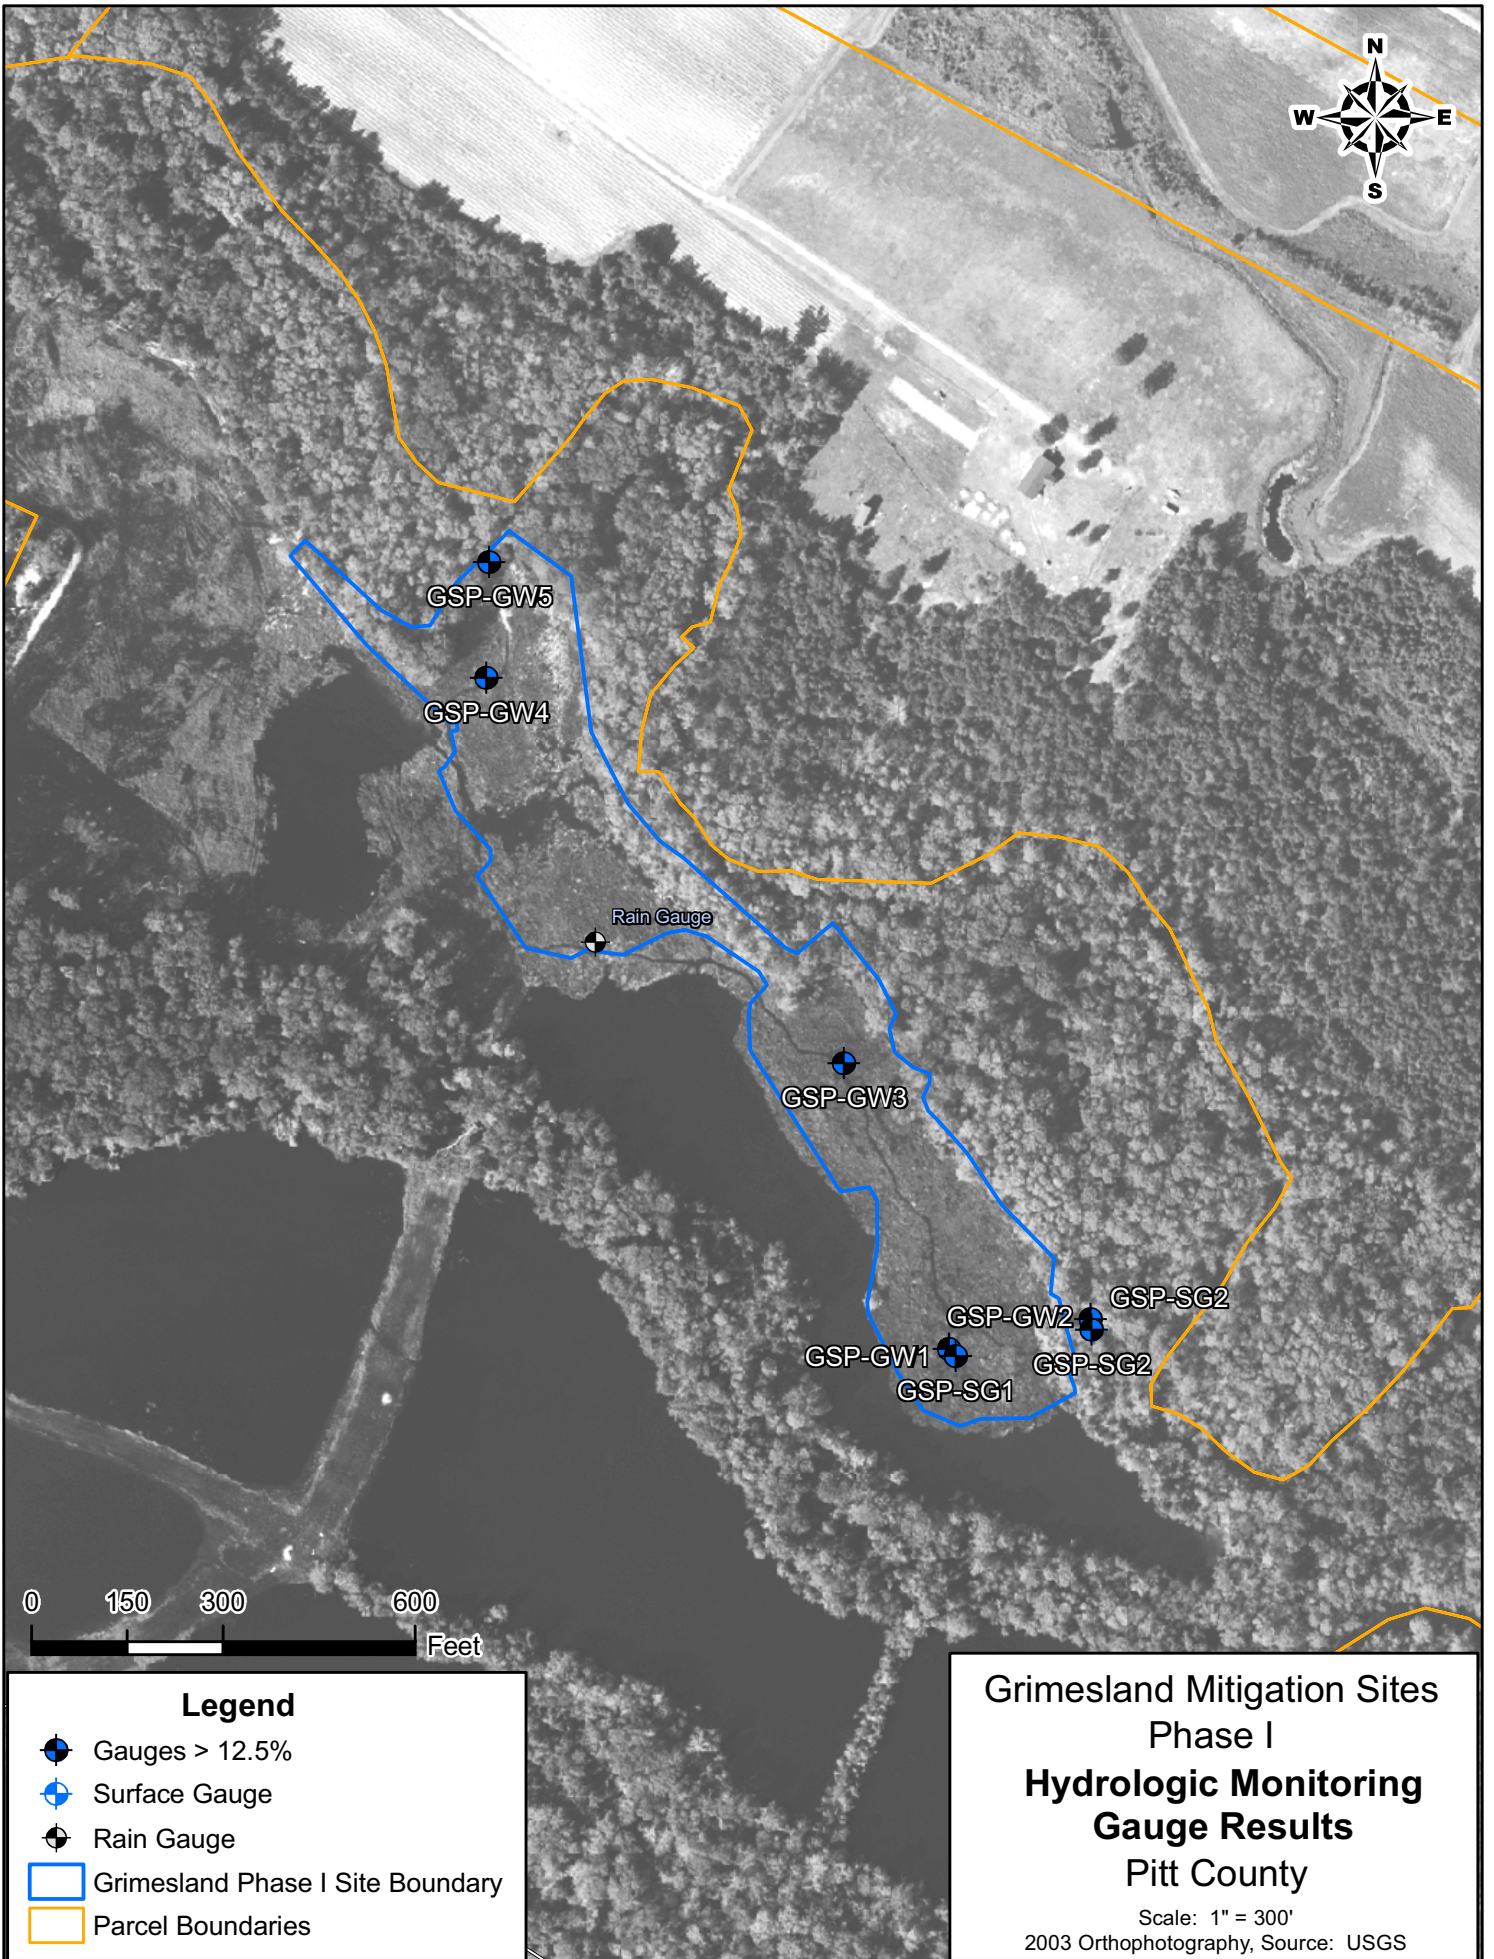 N
W E
S
GSP-GW5
GSP-GW4
Rain Gauge
GSP-GW3
GSP-SG2
GSP-GW2
GSP-GW1
GSP-SG2
GSP-SG1
0 150 300 600
Feet
Legend
Gauges > 12.5%
Surface Gauge
Rain Gauge
Grimesland Phase I Site Boundary
Parcel Boundaries
Grimesland Mitigation Sites
Phase I
Hydrologic Monitoring
Gauge Results
Pitt County
Scale: 1" = 300'
2003 Orthophotography, Source: USGS